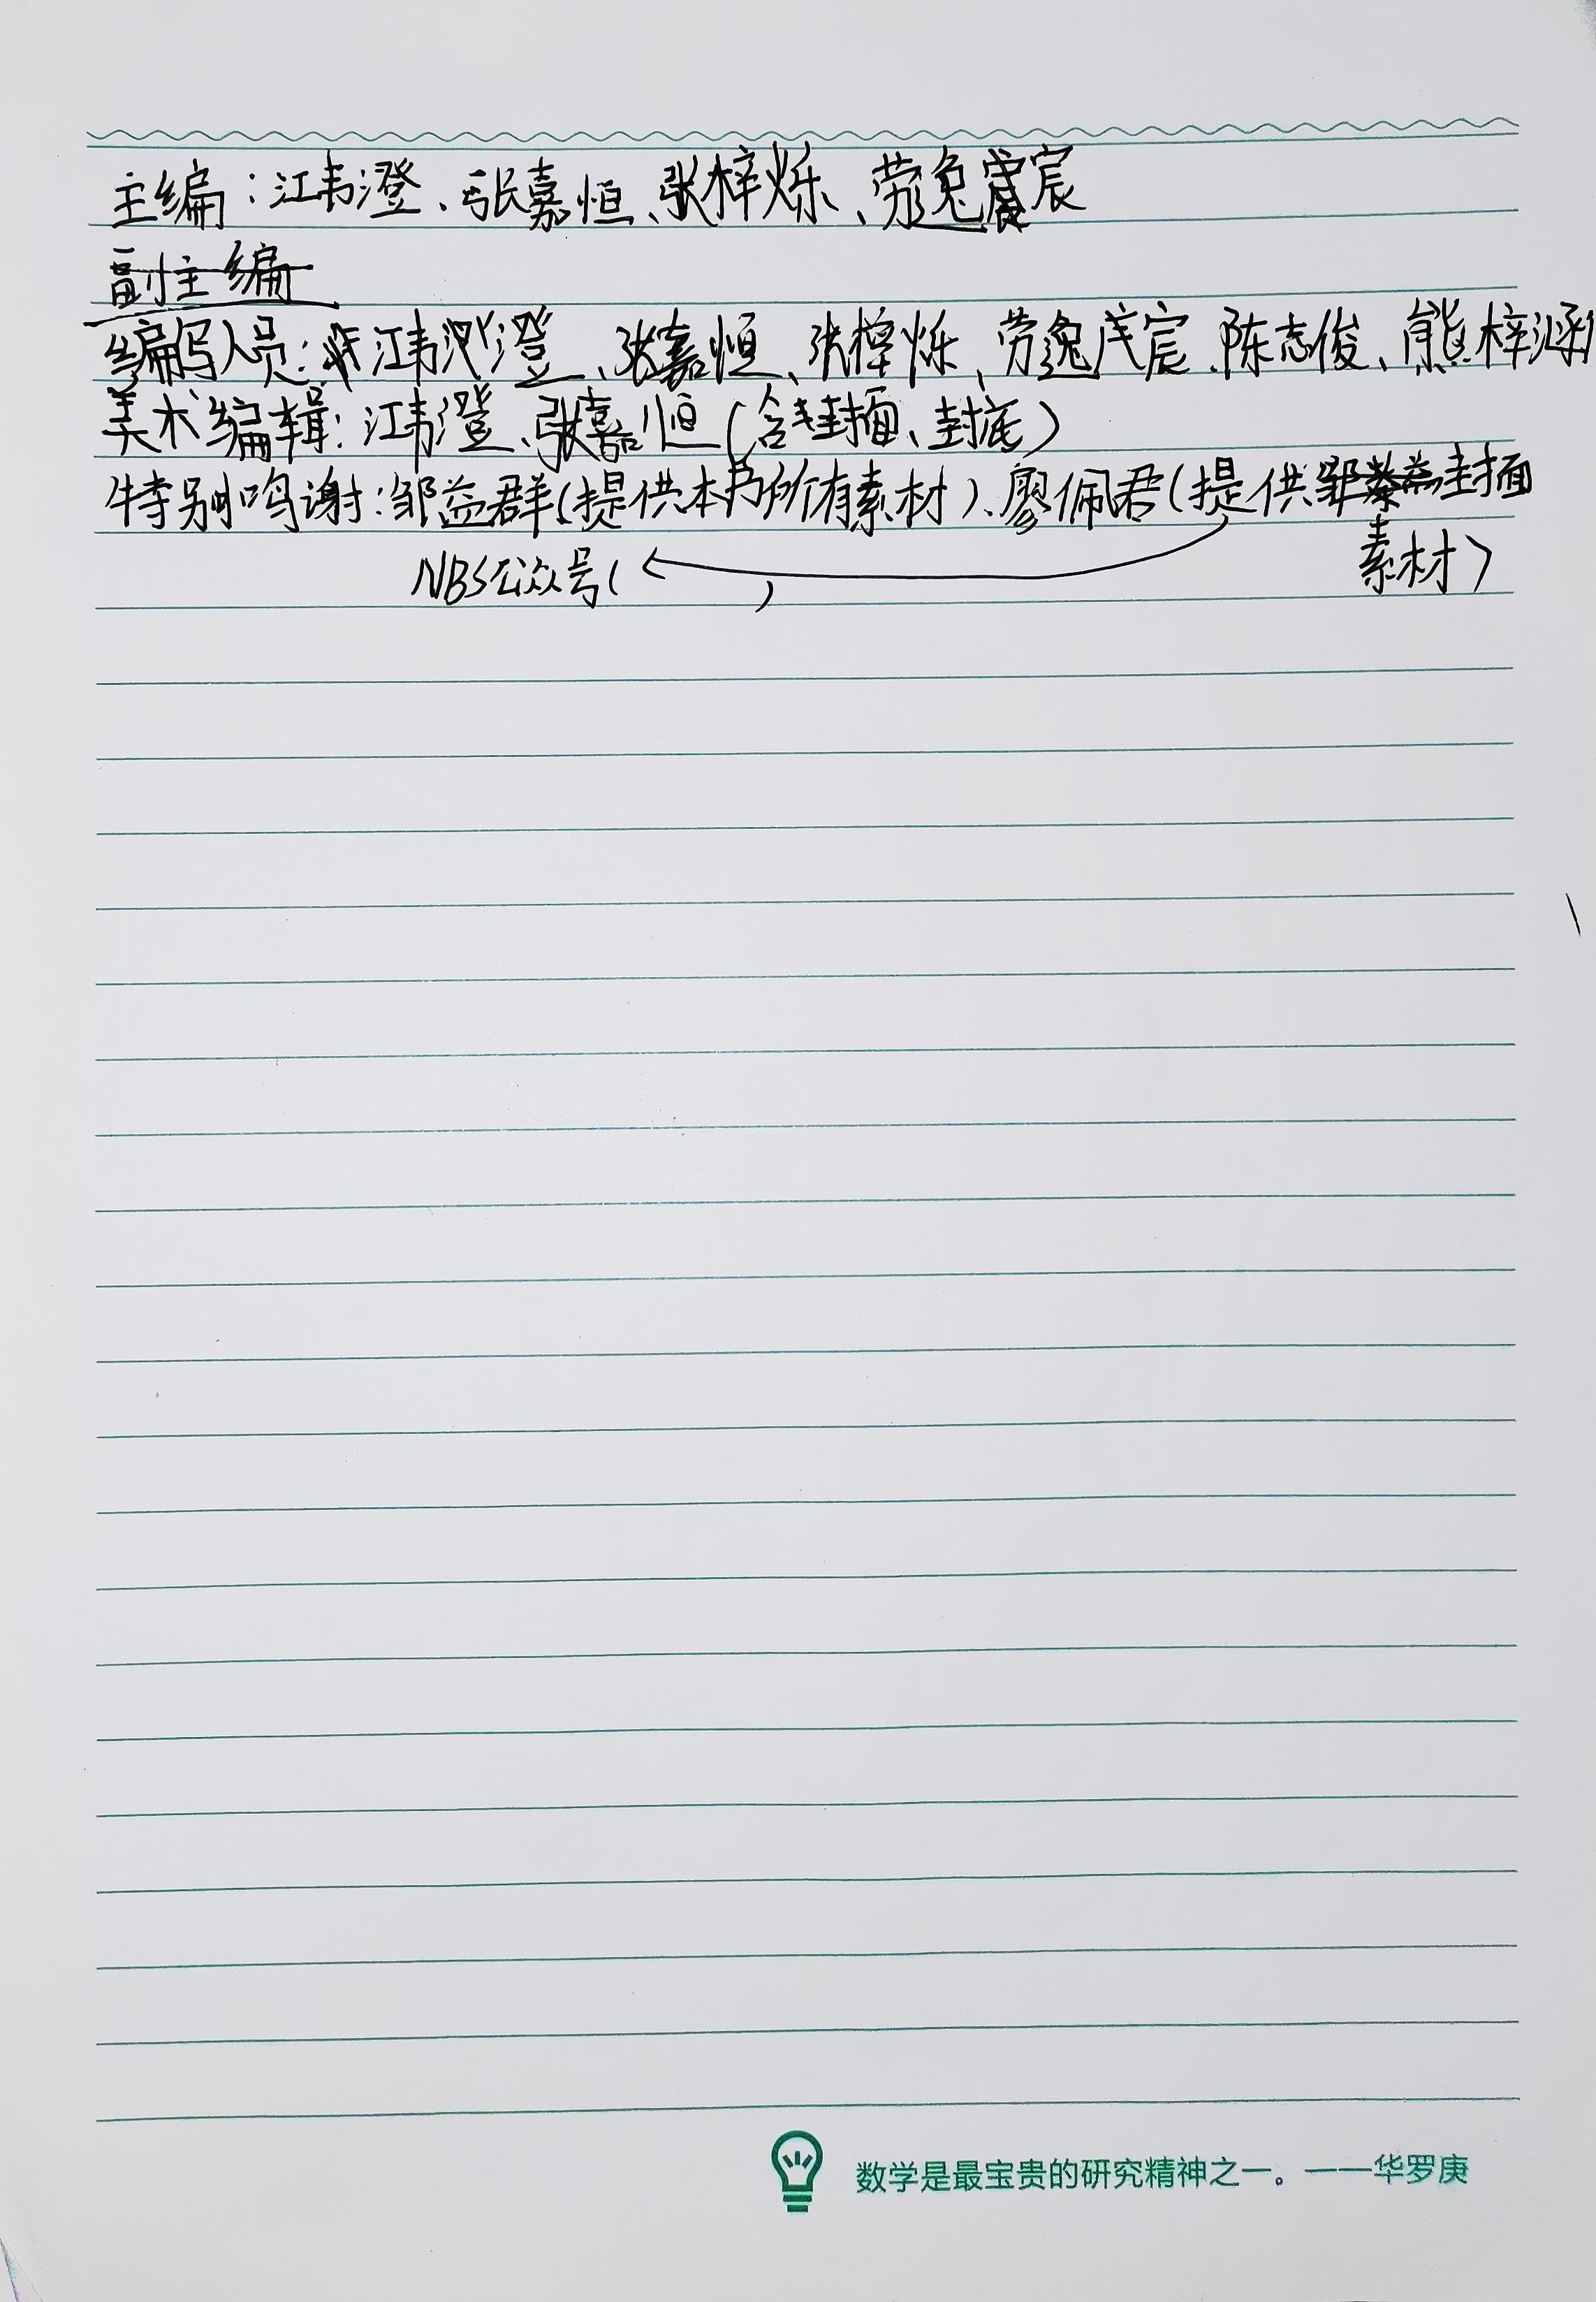 主编：江韦澄、张嘉恒、张梓烁、劳逸宸
副主编
编写人员：江韦澄、张嘉恒、张梓烁、劳逸宸、陈志俊、熊梓涵
美术编辑：江韦澄、张嘉恒（含封面、封底）
特别鸣谢：邹益群（提供本乃所有素材）、廖佩君（提供封面
素材）
NBS公众号（ ）
数学是最宝贵的研究精神之一。——华罗庚